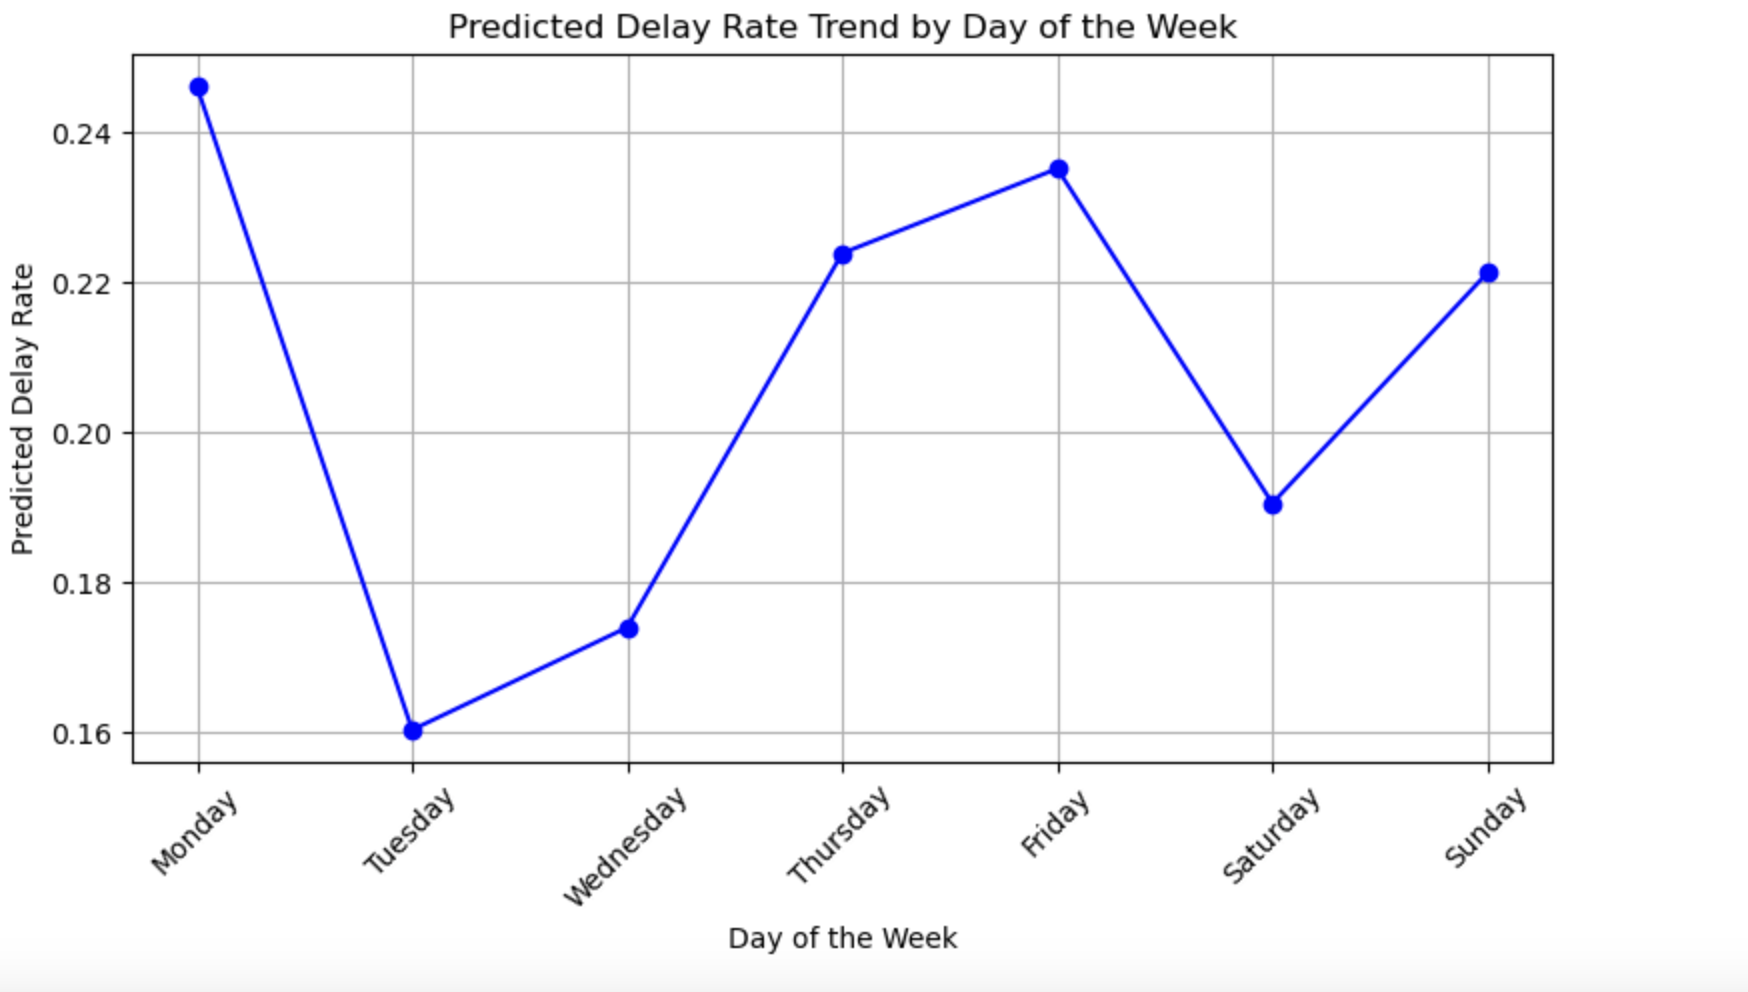 Predicted Delay Rate Trend by Day of the Week
Predicted Delay Rate
0.24
0.22
0.20
0.18
0.16
Monday
Tuesday
Wednesday
Thursday
Friday
Saturday
Sunday
Day of the Week